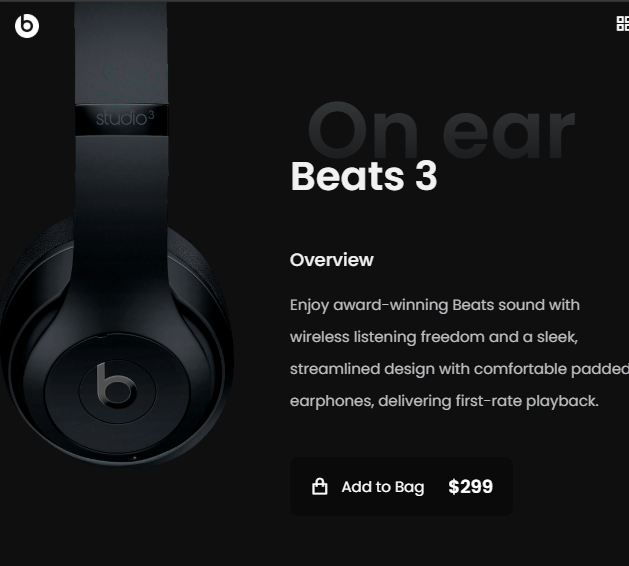 studio3
On ear
Beats 3
Overview
Enjoy award-winning Beats sound with
wireless listening freedom and a sleek,
streamlined design with comfortable padded
earphones, delivering first-rate playback.
Add to Bag $299